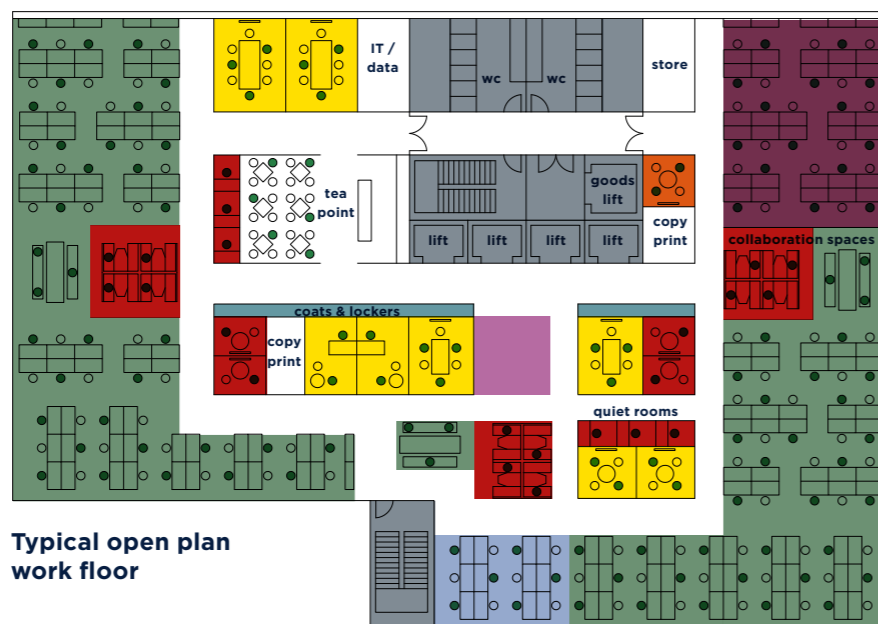 IT /
data
wc
wc
store
tea
point
goods
lift
copy
print
lift
lift
lift
lift
collaboration spaces
coats & lockers
copy
print
quiet rooms
Typical open plan
work floor